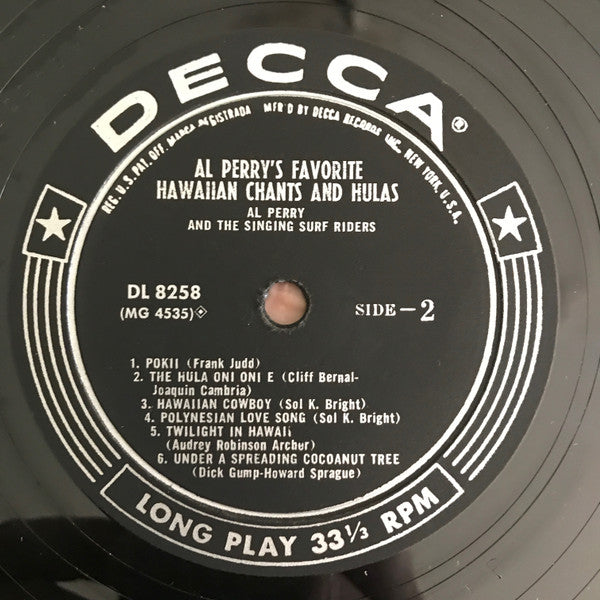 DECCA®
REG. U.S. PAT. OFF. MARCA REGISTRADA MFR'D BY DECCA RECORDS, INC., NEW YORK, U.S.A.
AL PERRY'S FAVORITE
HAWAIIAN CHANTS AND HULAS
AL PERRY
AND THE SINGING SURF RIDERS
DL 8258
(MG 4535)
SIDE-2
1. POKII (Frank Judd)
2. THE HULA ONI ONI E (Cliff Bernal-
Joaquin Cambria)
3. HAWAIIAN COWBOY (Sol K. Bright)
4. POLYNESIAN LOVE SONG (Sol K. Bright)
5. TWILIGHT IN HAWAII
(Audrey Robinson Archer)
6. UNDER A SPREADING COCOANUT TREE
(Dick Gump-Howard Sprague)
LONG PLAY 33⅓ RPM